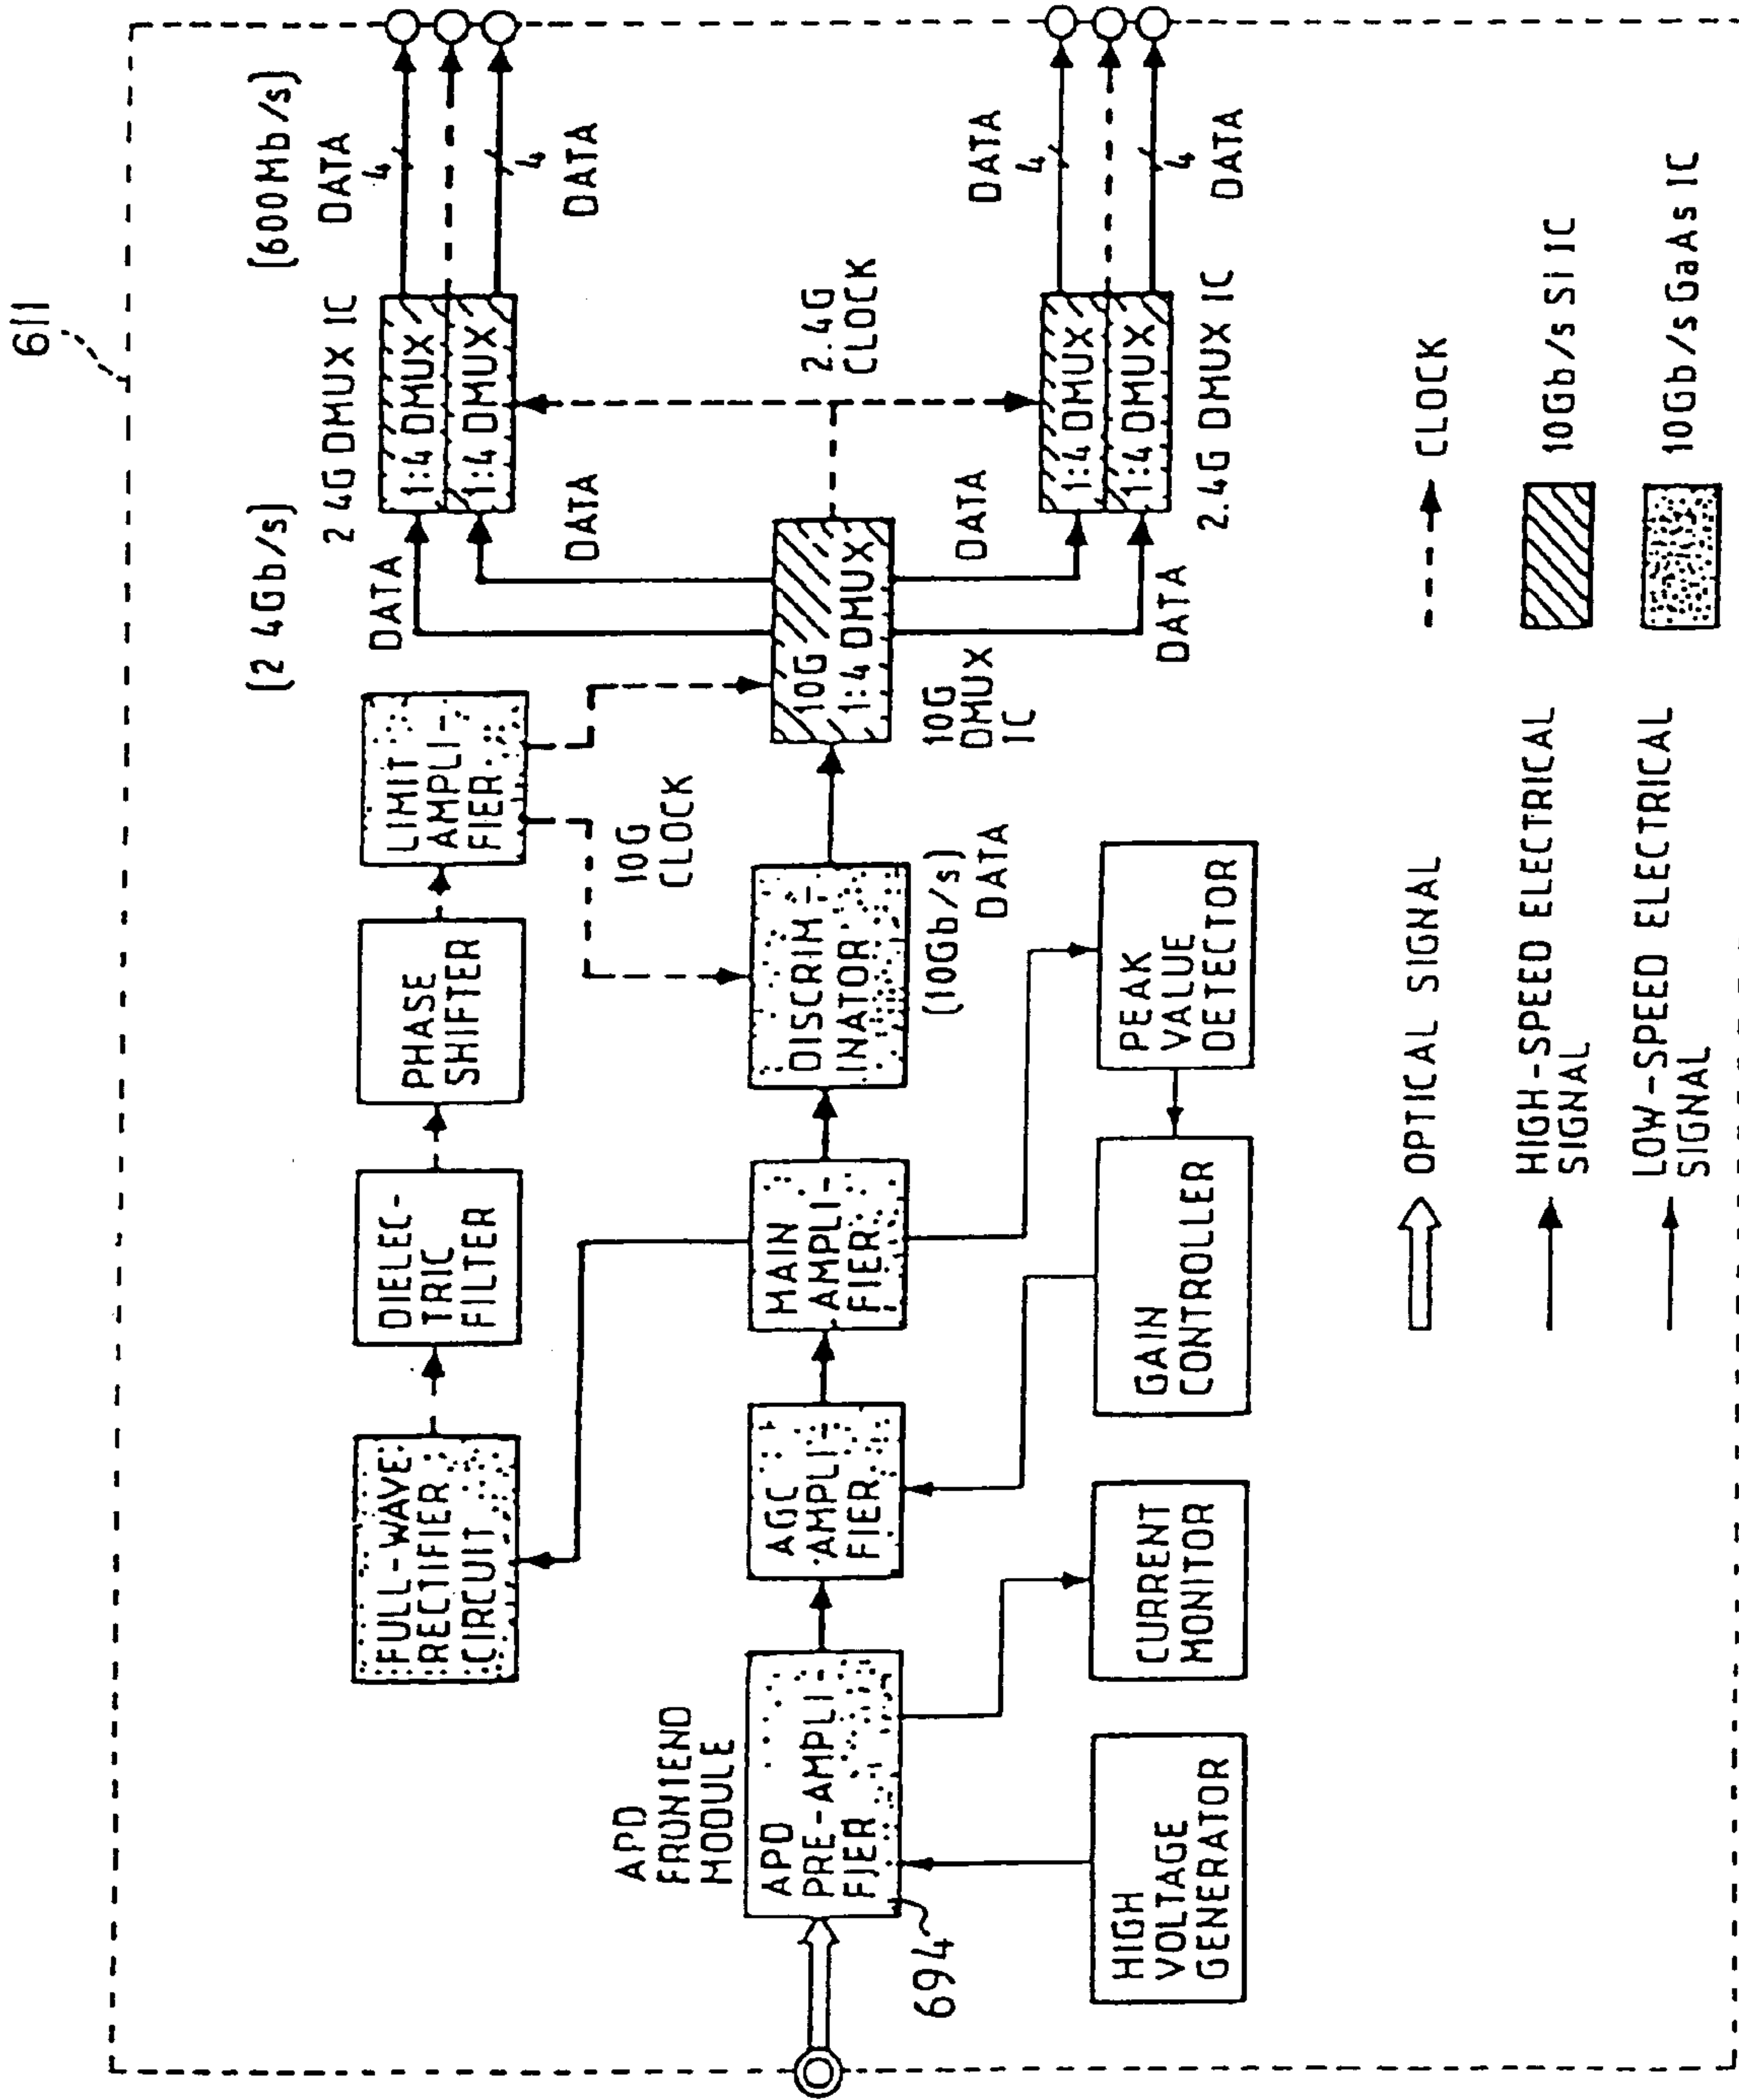 611
(2 4Gb/s)
(600Mb/s)
2 4G DMUX IC
DATA
DATA
1:4 DMUX
1:4 DMUX
DATA
4
4
DATA
FULL-WAVE
RECTIFIER
CIRCUIT
DIELEC-
TRIC
FILTER
PHASE
SHIFTER
LIMIT
AMPLI-
FIER
10G
CLOCK
2.4G
CLOCK
APD
FRON1END
MODULE
APD
PRE-AMPLI-
FIER
694
AGC
AMPLI-
FIER
MAIN
AMPLI-
FIER
DISCRIM-
INATOR
(10Gb/s)
DATA
10G
1:4 DMUX
10G
DMUX
IC
DATA
DATA
1:4 DMUX
1:4 DMUX
2.4G DMUX IC
DATA
4
4
DATA
HIGH
VOLTAGE
GENERATOR
CURRENT
MONITOR
GAIN
CONTROLLER
PEAK
VALUE
DETECTOR
OPTICAL SIGNAL
CLOCK
HIGH-SPEED ELECTRICAL
SIGNAL
10Gb/s Si IC
LOW-SPEED ELECTRICAL
SIGNAL
10Gb/s GaAs IC